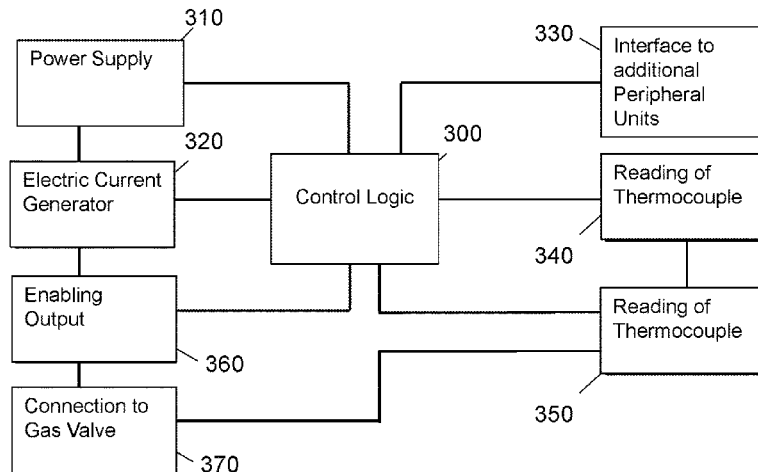 310
Power Supply
330
Interface to
additional
Peripheral
Units
320
Electric Current
Generator
300
Control Logic
Reading of
Thermocouple
340
Enabling
Output
360
Reading of
Thermocouple
350
Connection to
Gas Valve
370